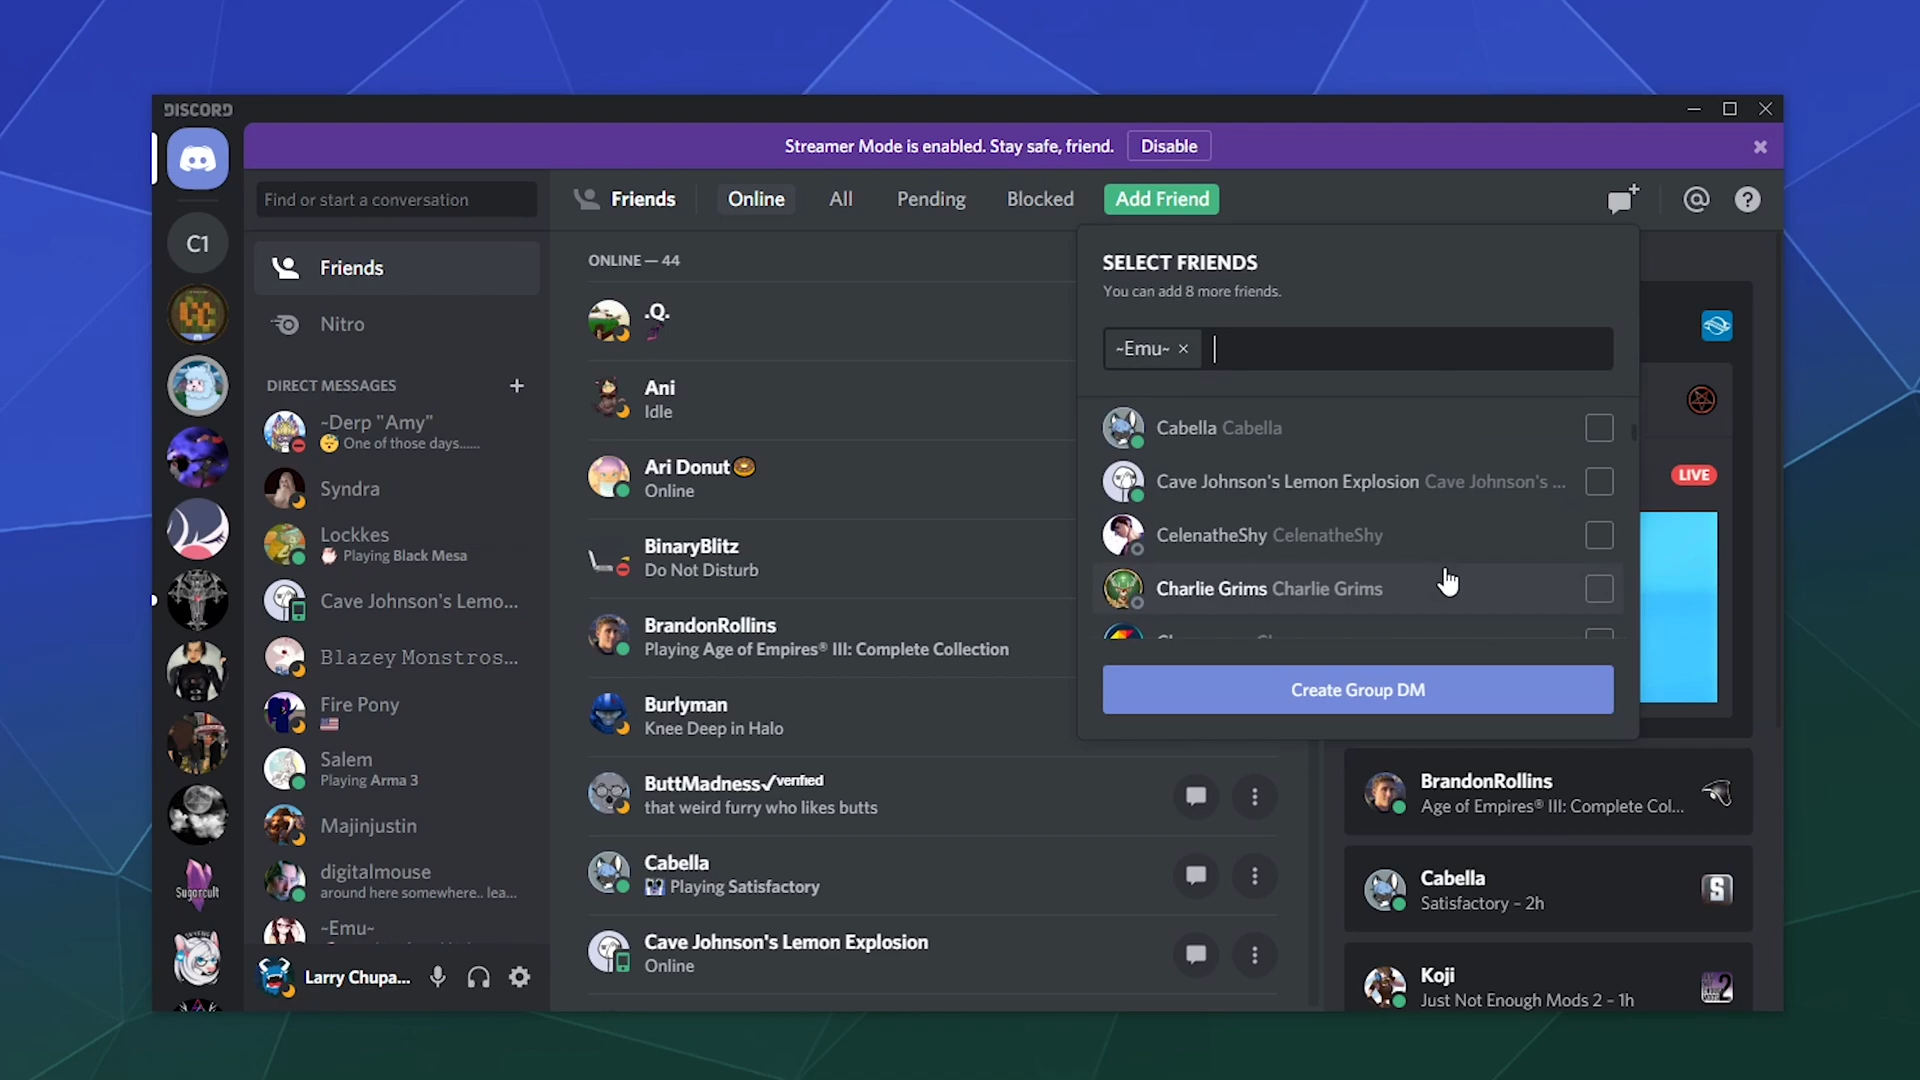 DISCORD
Streamer Mode is enabled. Stay safe, friend.
Disable
Find or start a conversation
Friends
Online
All
Pending
Blocked
Add Friend
C1
Friends
Nitro
DIRECT MESSAGES
~Derp "Amy"
One of those days......
Syndra
Lockkes
Playing Black Mesa
Cave Johnson's Lemo...
Blazey Monstros...
Fire Pony
Salem
Playing Arma 3
Majinjustin
digitalmouse
around here somewhere.. lea...
~Emu~
Larry Chupa...
Sugarcult
ONLINE — 44
.Q.
Ani
Idle
Ari Donut
Online
BinaryBlitz
Do Not Disturb
BrandonRollins
Playing Age of Empires® III: Complete Collection
Burlyman
Knee Deep in Halo
ButtMadness✓verified
that weird furry who likes butts
Cabella
Playing Satisfactory
Cave Johnson's Lemon Explosion
Online
SELECT FRIENDS
You can add 8 more friends.
~Emu~
Cabella Cabella
Cave Johnson's Lemon Explosion Cave Johnson's ...
CelenatheShy CelenatheShy
Charlie Grims Charlie Grims
Create Group DM
LIVE
BrandonRollins
Age of Empires® III: Complete Col...
Cabella
Satisfactory – 2h
S
Koji
Just Not Enough Mods 2 – 1h
2